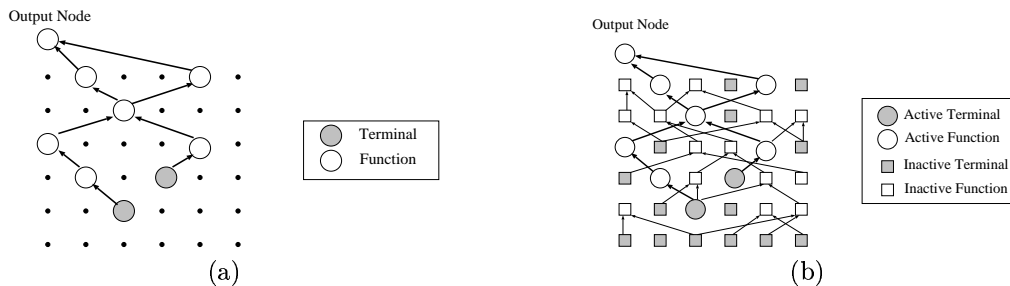 Output Node
Terminal
Function
(a)
Output Node
Active Terminal
Active Function
Inactive Terminal
Inactive Function
(b)